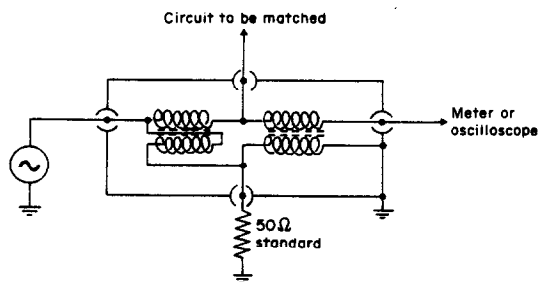 Circuit to be matched
Meter or
oscilloscope
50Ω
standard